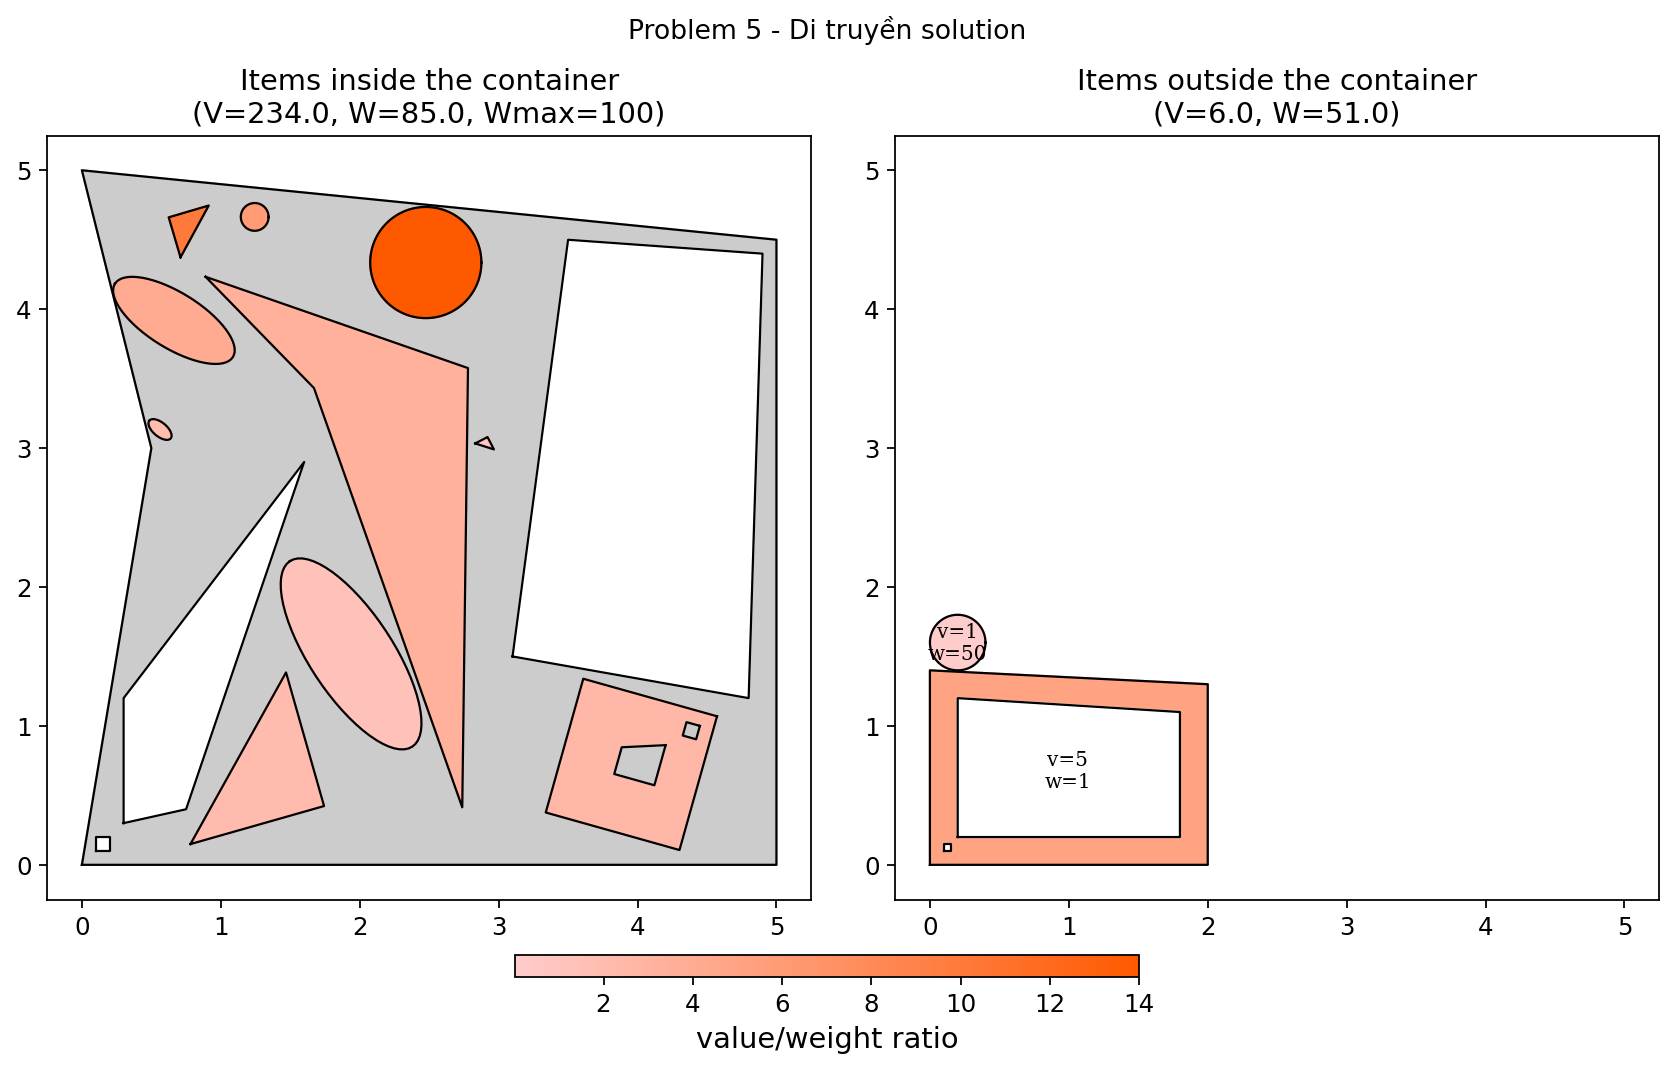 Problem 5 - Di truyền solution
Items inside the container
(V=234.0, W=85.0, Wmax=100)
5
4
3
2
1
0
0 1 2 3 4 5
Items outside the container
(V=6.0, W=51.0)
5
4
3
2
1
0
v=1
w=50
v=5
w=1
0 1 2 3 4 5
2 4 6 8 10 12 14
value/weight ratio